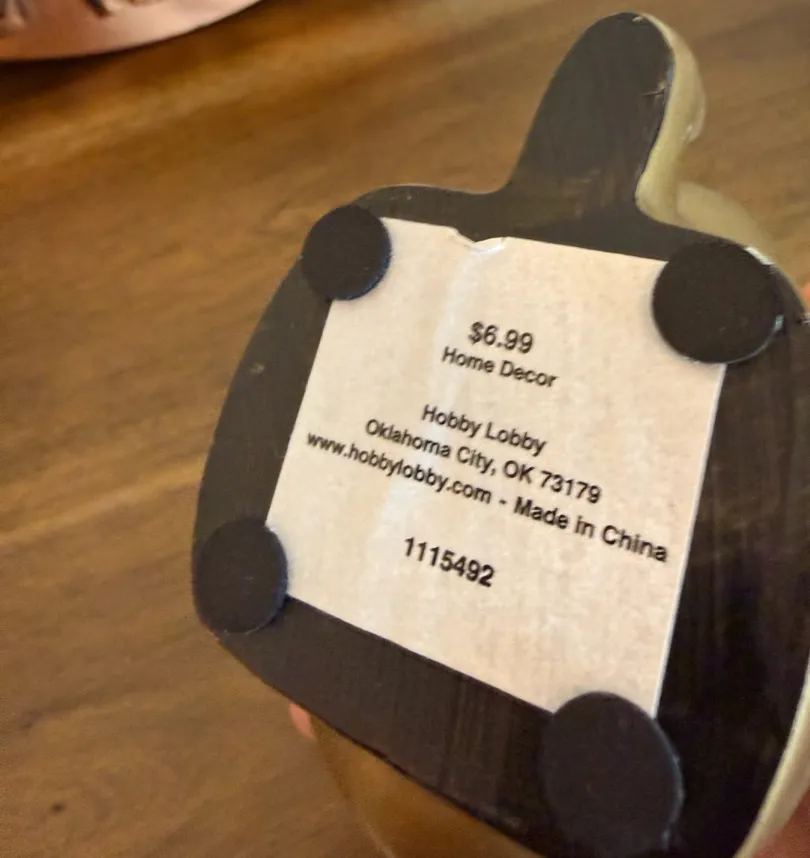 $6.99
Home Decor
Hobby Lobby
Oklahoma City, OK 73179
www.hobbylobby.com - Made in China
1115492